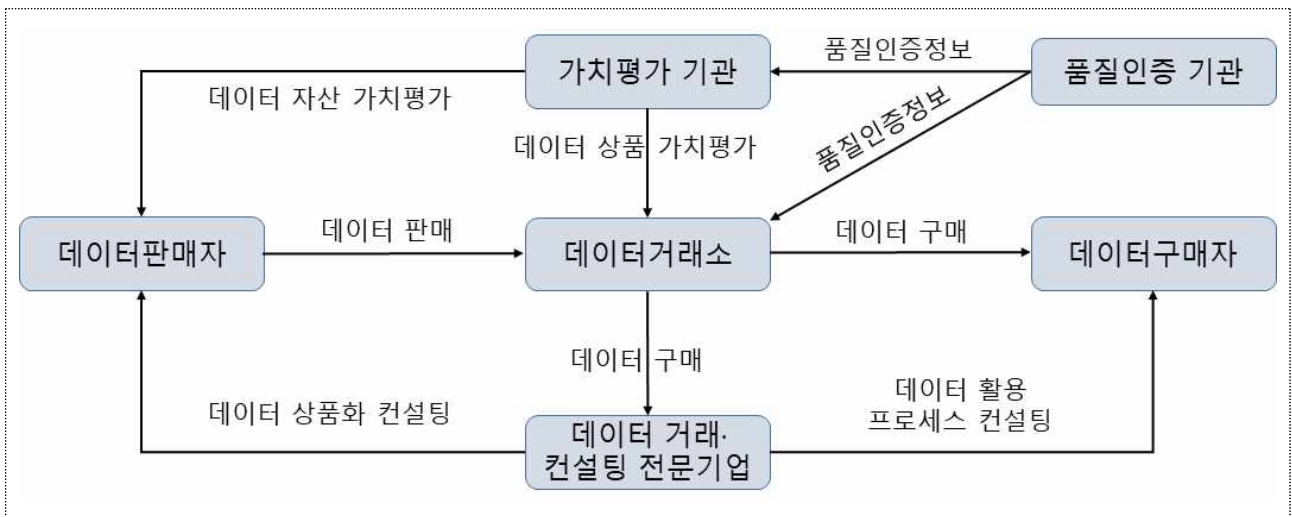 가치평가 기관
품질인증정보
품질인증 기관
데이터 자산 가치평가
데이터 상품 가치평가
품질인증정보
데이터판매자
데이터 판매
데이터거래소
데이터 구매
데이터구매자
데이터 구매
데이터 상품화 컨설팅
데이터 활용
프로세스 컨설팅
데이터 거래·
컨설팅 전문기업